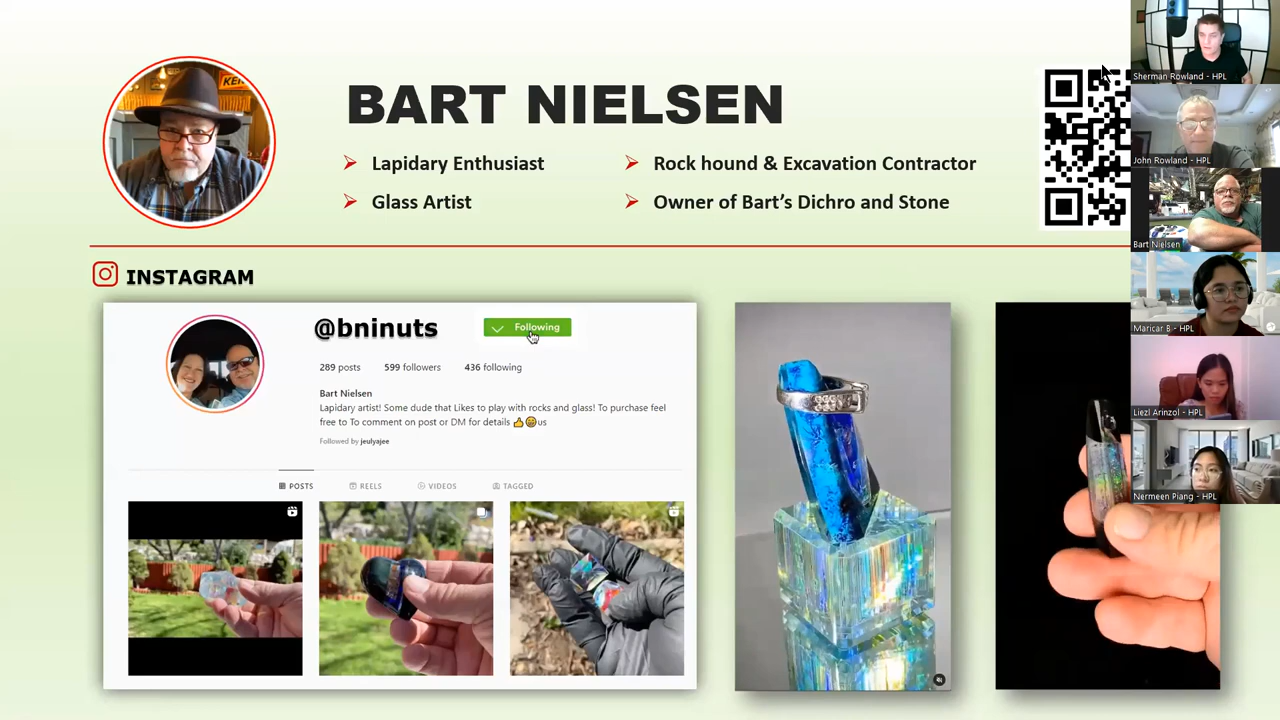 BART NIELSEN
Lapidary Enthusiast
Rock hound & Excavation Contractor
Glass Artist
Owner of Bart's Dichro and Stone
INSTAGRAM
@bninuts
Following
289 posts 599 followers 436 following
Bart Nielsen
Lapidary artist! Some dude that Likes to play with rocks and glass! To purchase feel
free to To comment on post or DM for details 👍😄us
Followed by jeulyajee
POSTS REELS VIDEOS TAGGED
Sherman Rowland - HPL
John Rowland - HPL
Bart Nielsen
Maricar B - HPL
Liezl Arinzol - HPL
Nermeen Piang - HPL